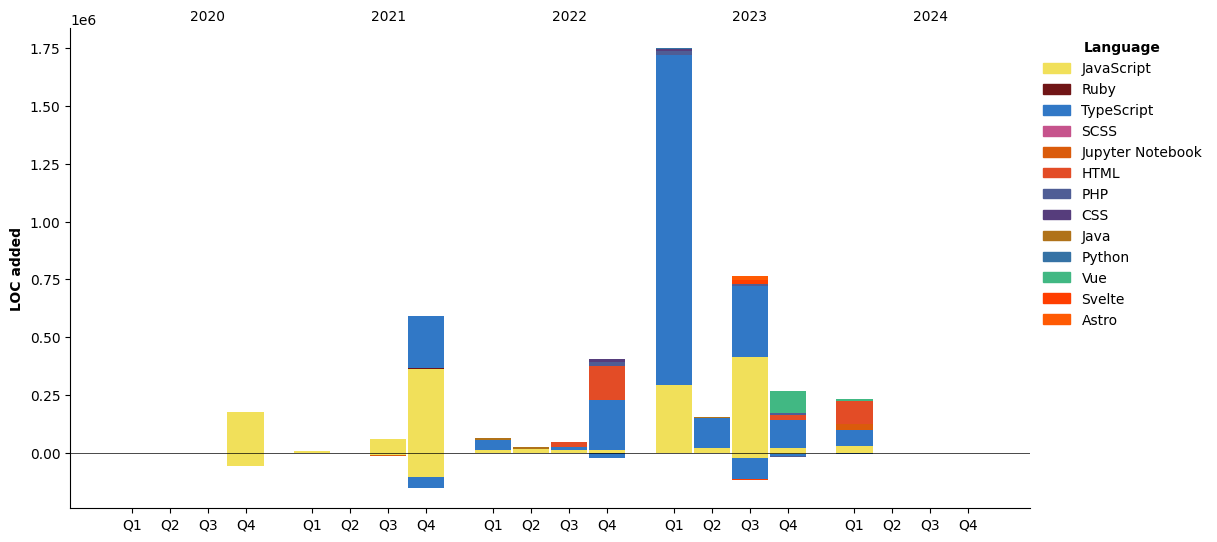 1e6
2020 2021 2022 2023 2024
1.75
1.50
1.25
1.00
0.75
0.50
0.25
0.00
LOC added
Q1 Q2 Q3 Q4 Q1 Q2 Q3 Q4 Q1 Q2 Q3 Q4 Q1 Q2 Q3 Q4 Q1 Q2 Q3 Q4
Language
JavaScript
Ruby
TypeScript
SCSS
Jupyter Notebook
HTML
PHP
CSS
Java
Python
Vue
Svelte
Astro